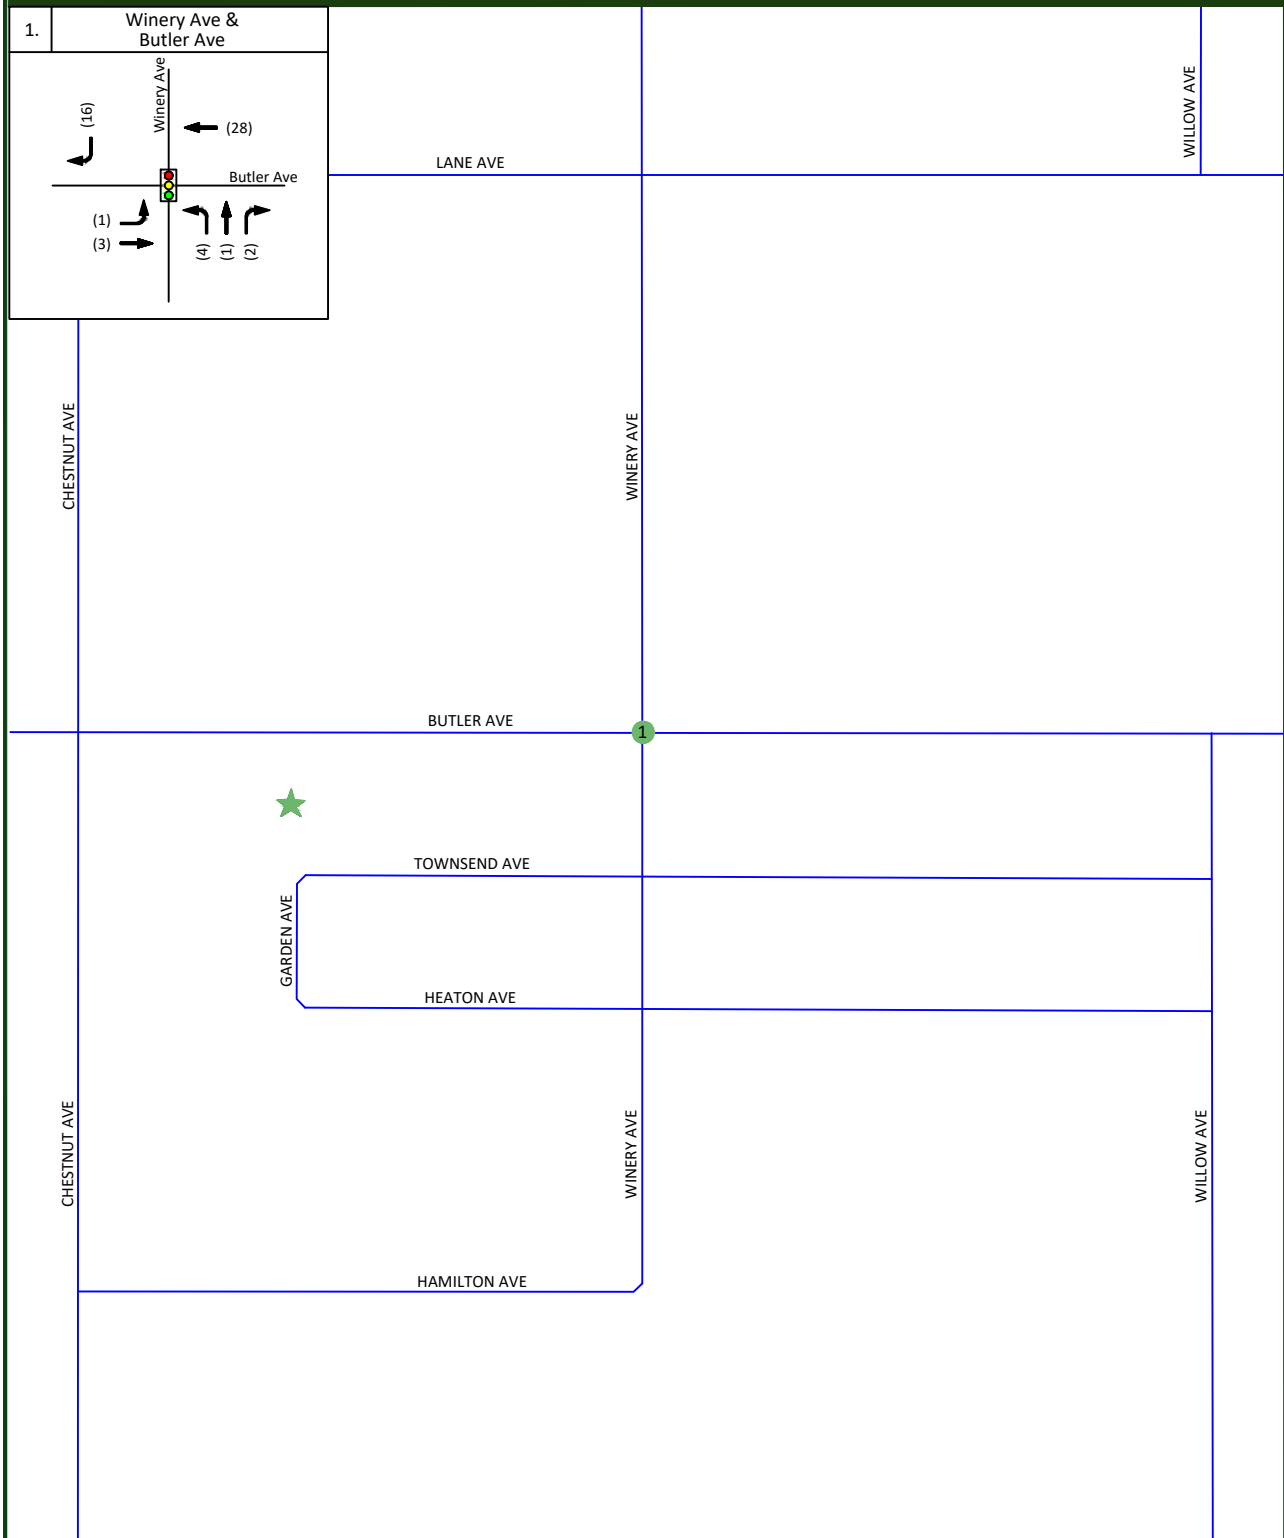 1.
Winery Ave &
Butler Ave
Winery Ave
(16)
(28)
Butler Ave
(1)
(3)
(4)
(1)
(2)
WILLOW AVE
LANE AVE
CHESTNUT AVE
WINERY AVE
BUTLER AVE
1
TOWNSEND AVE
GARDEN AVE
HEATON AVE
CHESTNUT AVE
WINERY AVE
WILLOW AVE
HAMILTON AVE